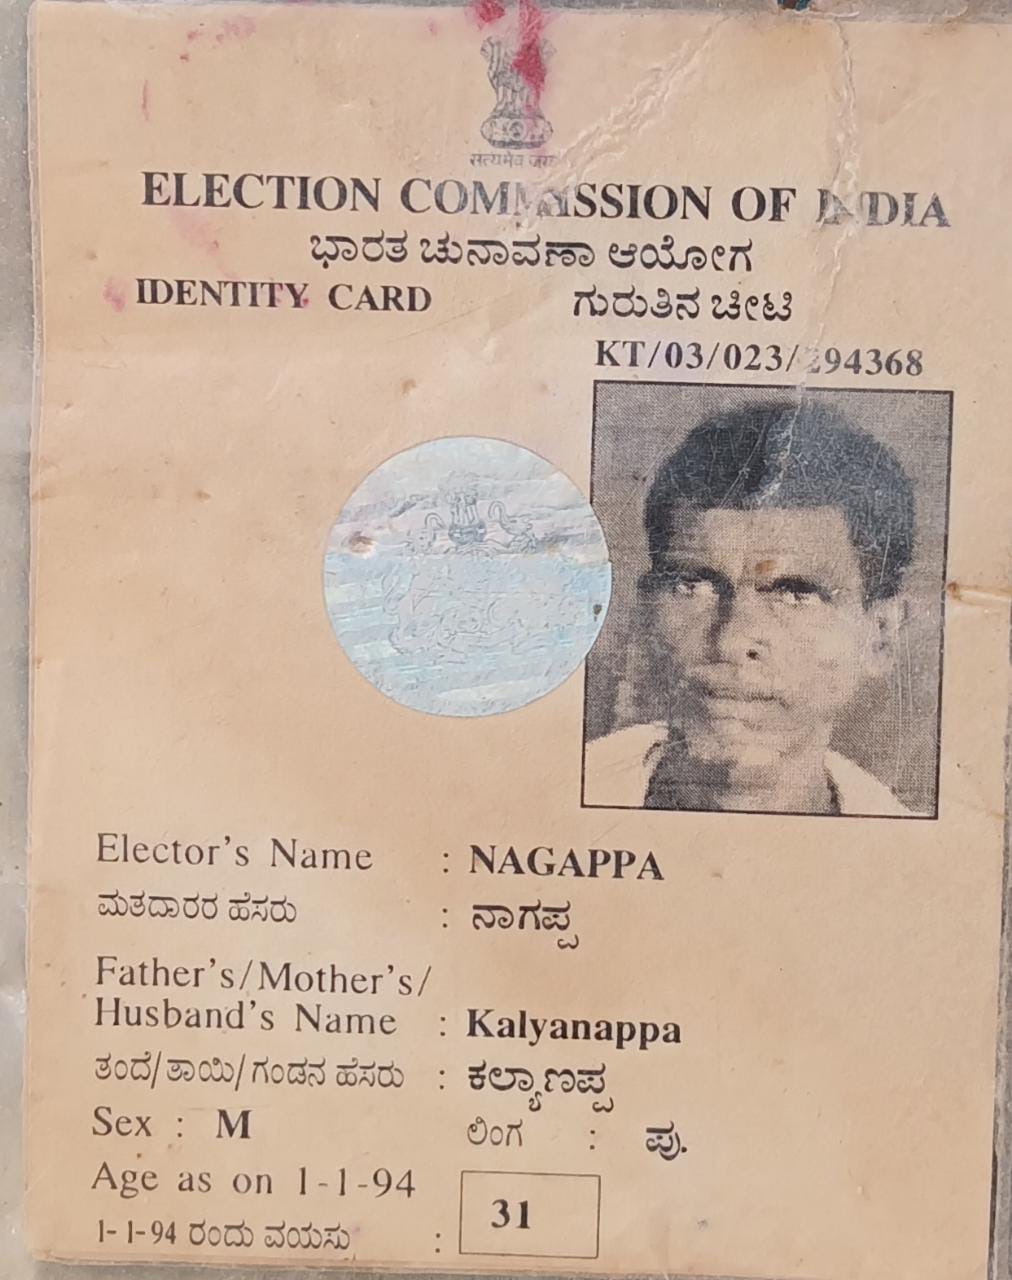 सत्यमेव जयते
ELECTION COMMISSION OF INDIA
ಭಾರತ ಚುನಾವಣಾ ಆಯೋಗ
IDENTITY CARD ಗುರುತಿನ ಚೀಟಿ
KT/03/023/294368
Elector's Name : NAGAPPA
ಮತದಾರರ ಹೆಸರು : ನಾಗಪ್ಪ
Father's/Mother's/
Husband's Name : Kalyanappa
ತಂದೆ/ತಾಯಿ/ಗಂಡನ ಹೆಸರು : ಕಲ್ಯಾಣಪ್ಪ
Sex : M ಲಿಂಗ : ಪು.
Age as on 1-1-94
31
1-1-94 ರಂದು ವಯಸು :